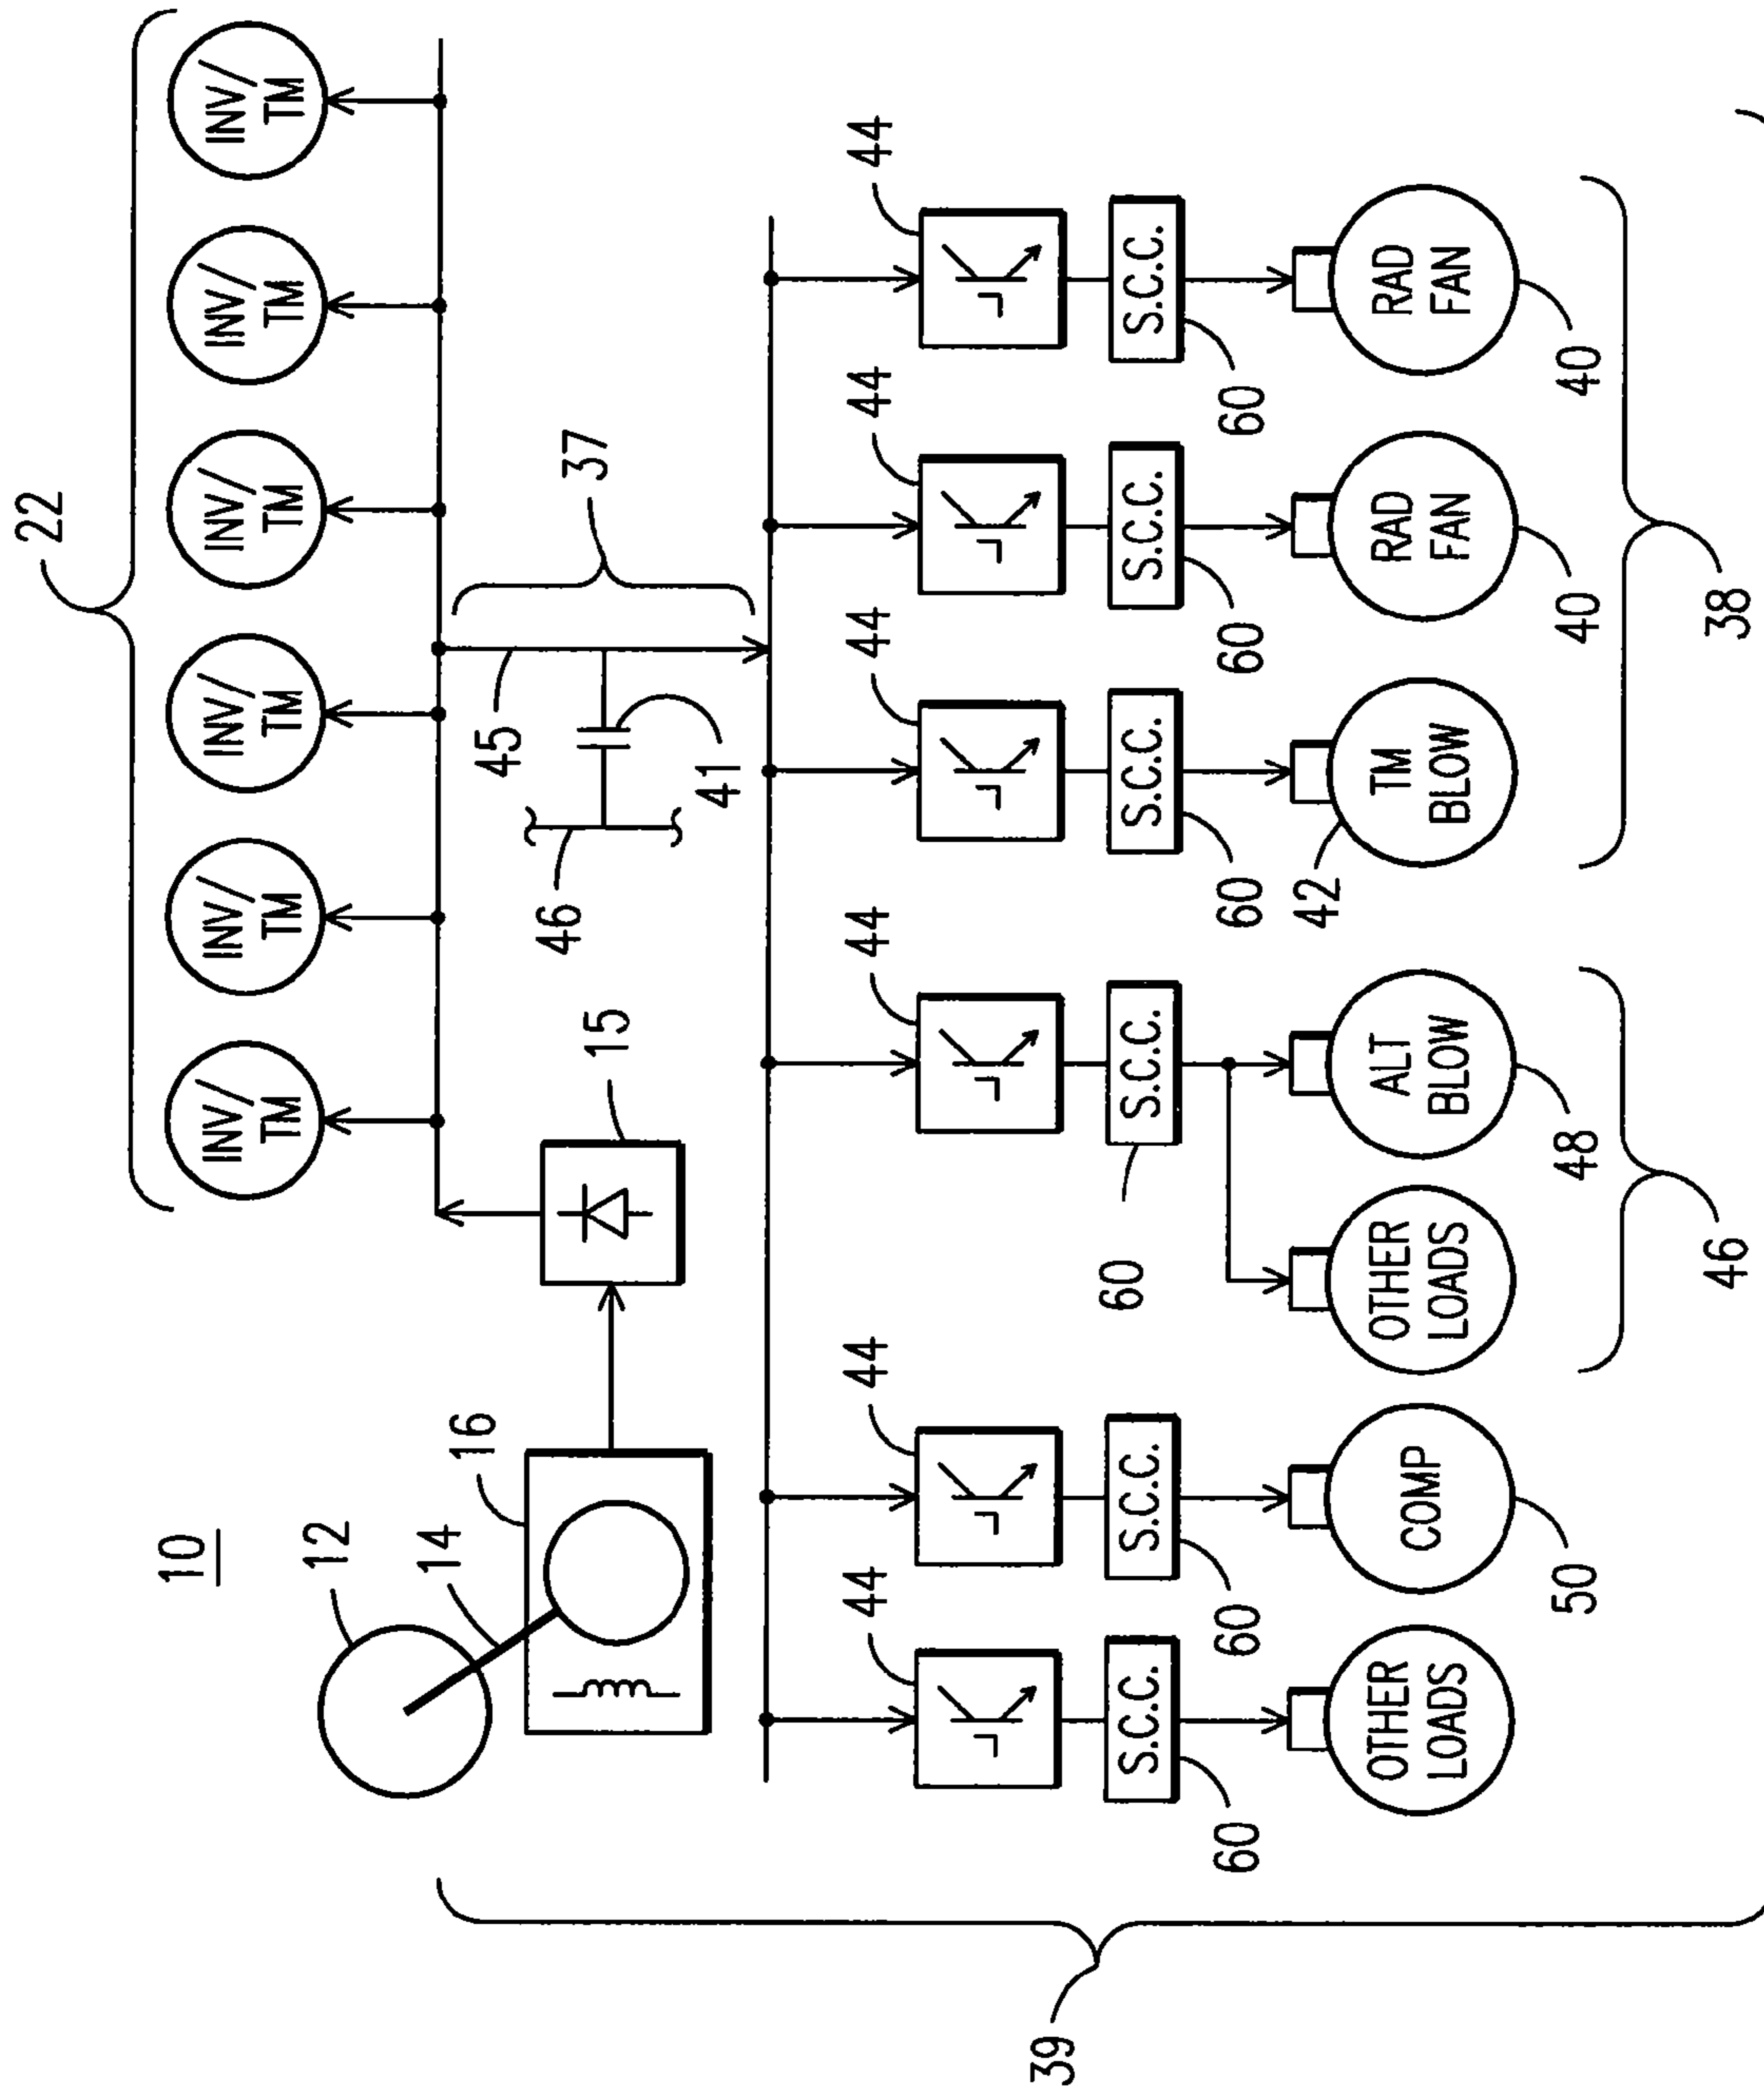 22
10
INV/ TM
INV/ TM
INV/ TM
INV/ TM
INV/ TM
INV/ TM
12
14
16
15
45
46
37
41
44
44
44
44
44
44
39
S.C.C.
S.C.C.
S.C.C.
S.C.C.
S.C.C.
S.C.C.
60
60
60
60
60
60
OTHER LOADS
COMP
OTHER LOADS
ALT BLOW
TM BLOW
RAD FAN
RAD FAN
42
50
48
40
40
46
38